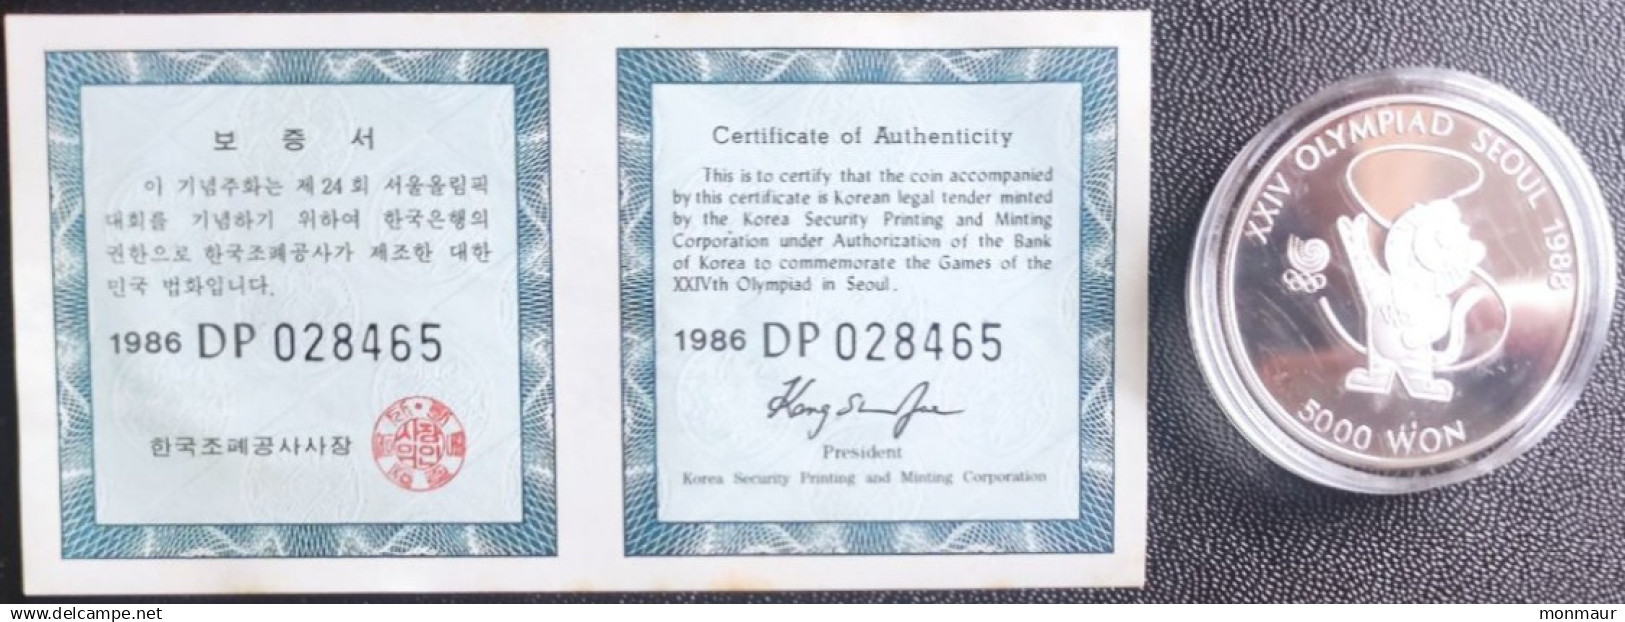 보 증 서
이 기념주화는 제 24 회 서울올림픽
대회를 기념하기 위하여 한국은행의
권한으로 한국조폐공사가 제조한 대한
민국 법화입니다.
1986 DP 028465
한국조폐공사사장
Certificate of Authenticity
This is to certify that the coin accompanied
by this certificate is Korean legal tender minted
by the Korea Security Printing and Minting
Corporation under Authorization of the Bank
of Korea to commemorate the Games of the
XXIVth Olympiad in Seoul.
1986 DP 028465
President
Korea Security Printing and Minting Corporation
XXIV OLYMPIAD SEOUL 1988
5000 WON
www.delcampe.net
monmaur